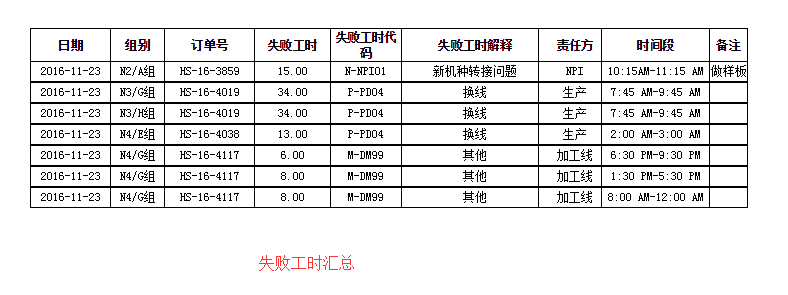 日期 组别 订单号 失败工时 失败工时代码 失败工时解释 责任方 时间段 备注
2016-11-23 N2/A组 HS-16-3859 15.00 N-NPI01 新机种转接问题 NPI 10:15AM-11:15 AM 做样板
2016-11-23 N3/G组 HS-16-4019 34.00 P-PD04 换线 生产 7:45 AM-9:45 AM
2016-11-23 N3/H组 HS-16-4019 34.00 P-PD04 换线 生产 7:45 AM-9:45 AM
2016-11-23 N4/E组 HS-16-4038 13.00 P-PD04 换线 生产 2:00 AM-3:00 AM
2016-11-23 N4/G组 HS-16-4117 6.00 M-DM99 其他 加工线 6:30 PM-9:30 PM
2016-11-23 N4/G组 HS-16-4117 8.00 M-DM99 其他 加工线 1:30 PM-5:30 PM
2016-11-23 N4/G组 HS-16-4117 8.00 M-DM99 其他 加工线 8:00 AM-12:00 AM
失败工时汇总